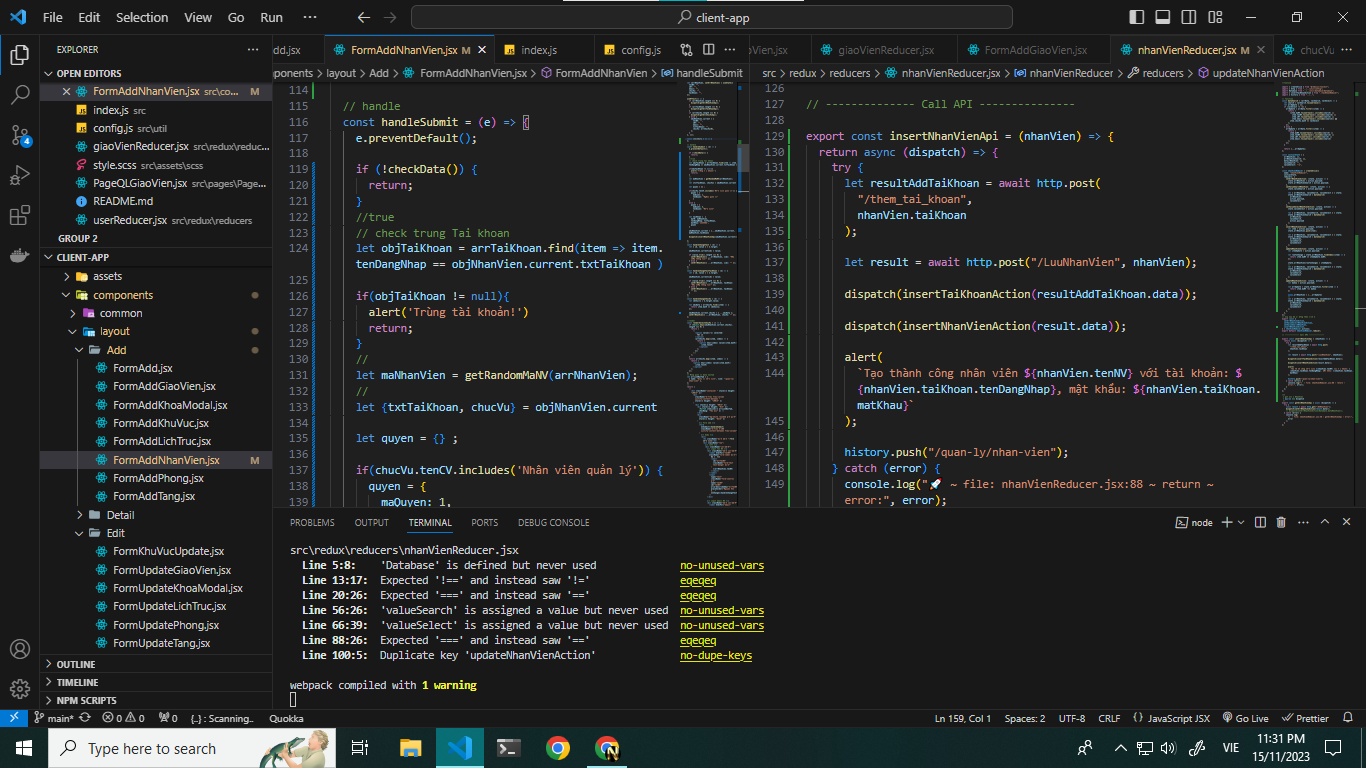 File Edit Selection View Go Run ···
client-app
EXPLORER
OPEN EDITORS
FormAddNhanVien.jsx src\co... M
index.js src
config.js src\util
giaoVienReducer.jsx src\redux\reduc...
style.scss src\assets\scss
PageQLGiaoVien.jsx src\pages\Page...
README.md
userReducer.jsx src\redux\reducers
GROUP 2
CLIENT-APP
assets
components
common
layout
Add
FormAdd.jsx
FormAddGiaoVien.jsx
FormAddKhoaModal.jsx
FormAddKhuVuc.jsx
FormAddLichTruc.jsx
FormAddNhanVien.jsx M
FormAddPhong.jsx
FormAddTang.jsx
Detail
Edit
FormKhuVucUpdate.jsx
FormUpdateGiaoVien.jsx
FormUpdateKhoaModal.jsx
FormUpdateLichTruc.jsx
FormUpdatePhong.jsx
FormUpdateTang.jsx
OUTLINE
TIMELINE
NPM SCRIPTS
dd.jsx FormAddNhanVien.jsx M index.js config.js
ponents > layout > Add > FormAddNhanVien.jsx > FormAddNhanVien > handleSubmit
114
115 // handle
116 const handleSubmit = (e) => {
117 e.preventDefault();
118
119 if (!checkData()) {
120 return;
121 }
122 //true
123 // check trung Tai khoan
124 let objTaiKhoan = arrTaiKhoan.find(item => item.
tenDangNhap == objNhanVien.current.txtTaiKhoan )
125
126 if(objTaiKhoan != null){
127 alert('Trùng tài khoản!')
128 return;
129 }
130 //
131 let maNhanVien = getRandomMaNV(arrNhanVien);
132 //
133 let {txtTaiKhoan, chucVu} = objNhanVien.current
134
135 let quyen = {} ;
136
137 if(chucVu.tenCV.includes('Nhân viên quản lý')) {
138 quyen = {
139 maQuyen: 1,
oVien.jsx giaoVienReducer.jsx FormAddGiaoVien.jsx nhanVienReducer.jsx M chucVu
src > redux > reducers > nhanVienReducer.jsx > nhanVienReducer > reducers > updateNhanVienAction
126
127 // -------------- Call API ---------------
128
129 export const insertNhanVienApi = (nhanVien) => {
130 return async (dispatch) => {
131 try {
132 let resultAddTaiKhoan = await http.post(
133 "/them_tai_khoan",
134 nhanVien.taiKhoan
135 );
136
137 let result = await http.post("/LuuNhanVien", nhanVien);
138
139 dispatch(insertTaiKhoanAction(resultAddTaiKhoan.data));
140
141 dispatch(insertNhanVienAction(result.data));
142
143 alert(
144 `Tạo thành công nhân viên ${nhanVien.tenNV} với tài khoản: $
{nhanVien.taiKhoan.tenDangNhap}, mật khẩu: ${nhanVien.taiKhoan.
matKhau}`
145 );
146
147 history.push("/quan-ly/nhan-vien");
148 } catch (error) {
149 console.log("🚀 ~ file: nhanVienReducer.jsx:88 ~ return ~
error:", error);
PROBLEMS OUTPUT TERMINAL PORTS DEBUG CONSOLE
node
src\redux\reducers\nhanVienReducer.jsx
Line 5:8: 'Database' is defined but never used no-unused-vars
Line 13:17: Expected '!==' and instead saw '!=' eqeqeq
Line 20:26: Expected '===' and instead saw '==' eqeqeq
Line 56:26: 'valueSearch' is assigned a value but never used no-unused-vars
Line 66:39: 'valueSelect' is assigned a value but never used no-unused-vars
Line 88:26: Expected '===' and instead saw '==' eqeqeq
Line 100:5: Duplicate key 'updateNhanVienAction' no-dupe-keys
webpack compiled with 1 warning
main* 0 0 0 {..} : Scanning.. Quokka
Ln 159, Col 1 Spaces: 2 UTF-8 CRLF JavaScript JSX Go Live Prettier
Type here to search
VIE
11:31 PM
15/11/2023